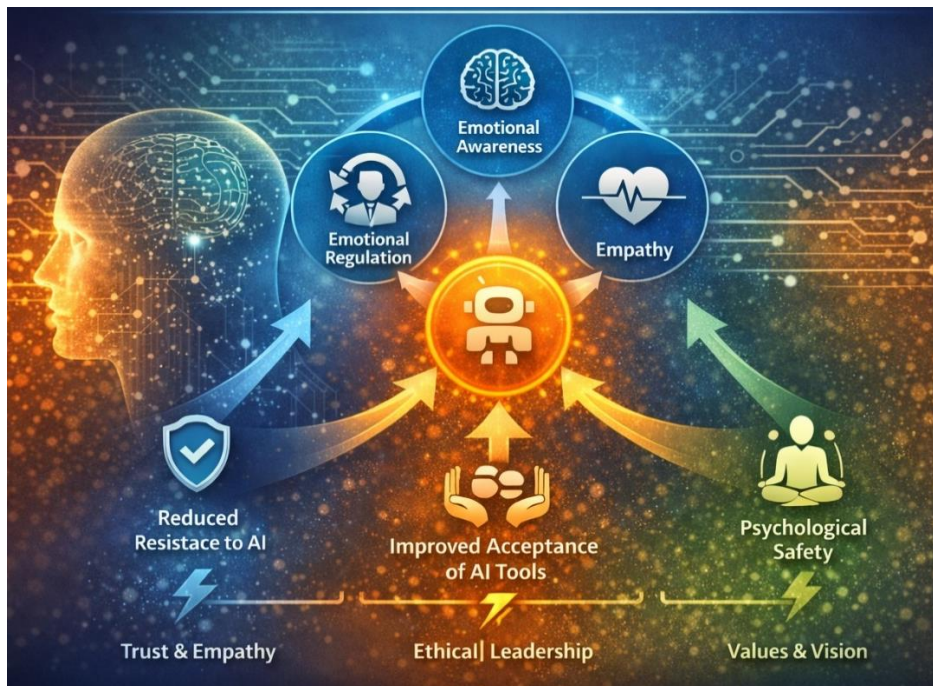 Emotional
Awareness
Emotional
Regulation
Empathy
Reduced
Resistace to AI
Improved Acceptance
of AI Tools
Psychological
Safety
Trust & Empathy
Ethical| Leadership
Values & Vision